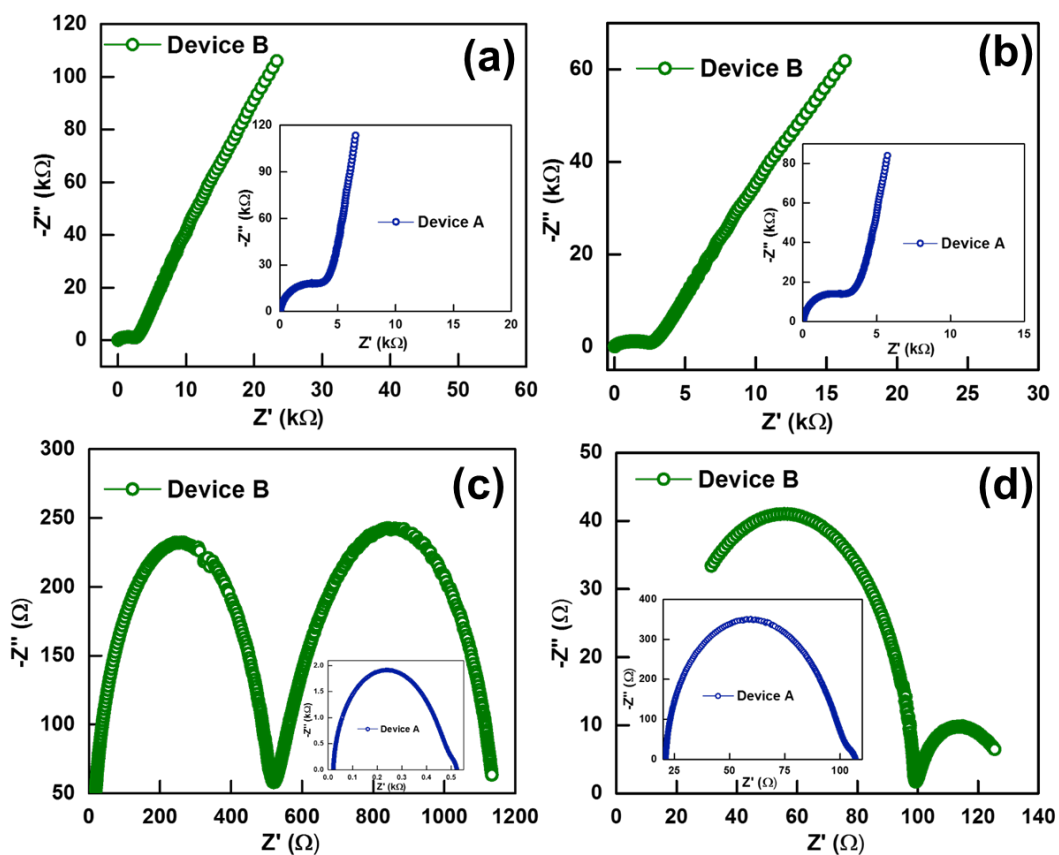 (a)
Device B
-Z'' (kΩ)
120
100
80
60
40
20
0
0 10 20 30 40 50 60
Z' (kΩ)
-Z'' (kΩ)
120
90
60
30
0
Device A
0 5 10 15 20
Z' (kΩ)
(b)
Device B
-Z'' (kΩ)
60
40
20
0
0 5 10 15 20 25 30
Z' (kΩ)
-Z'' (kΩ)
80
60
40
20
0
Device A
0 5 10 15
Z' (kΩ)
(c)
Device B
-Z'' (Ω)
300
250
200
150
100
50
0 200 400 600 800 1000 1200
Z' (Ω)
-Z'' (kΩ)
2.0
1.5
1.0
0.5
0.0
Device A
0.0 0.1 0.2 0.3 0.4 0.5
Z' (kΩ)
(d)
Device B
-Z'' (Ω)
50
40
30
20
10
0
0 20 40 60 80 100 120 140
Z' (Ω)
-Z'' (Ω)
400
300
200
100
0
Device A
25 50 75 100
Z' (Ω)